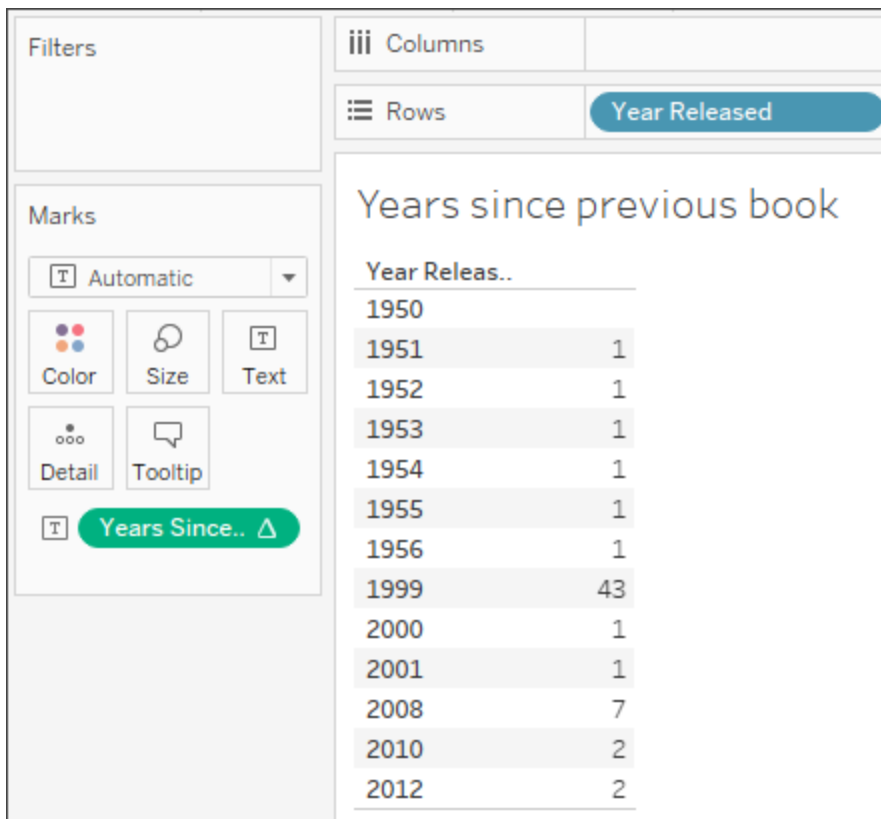 Filters
Columns
Rows
Year Released
Marks
T Automatic
T
Color Size Text
Detail Tooltip
T Years Since.. Δ
Years since previous book
Year Releas..
1950
1951 1
1952 1
1953 1
1954 1
1955 1
1956 1
1999 43
2000 1
2001 1
2008 7
2010 2
2012 2